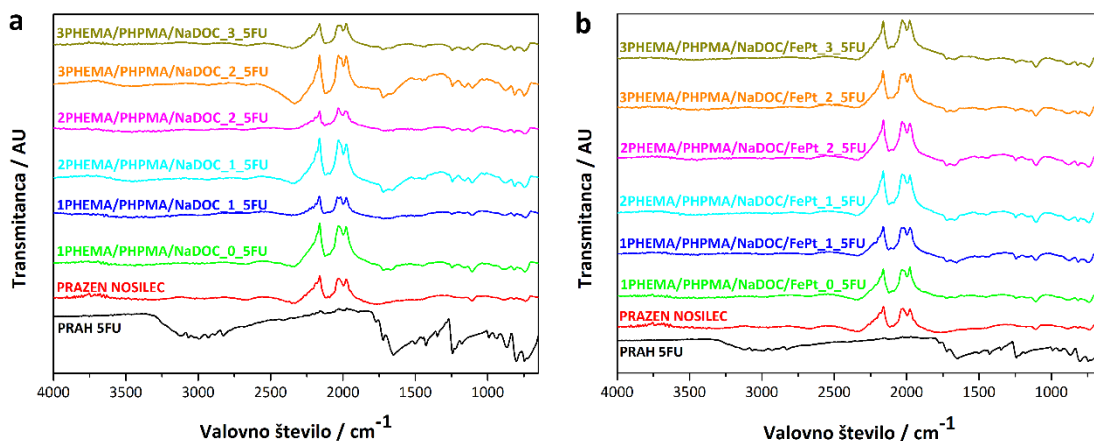 a
3PHEMA/PHPMA/NaDOC_3_5FU
3PHEMA/PHPMA/NaDOC_2_5FU
2PHEMA/PHPMA/NaDOC_2_5FU
2PHEMA/PHPMA/NaDOC_1_5FU
1PHEMA/PHPMA/NaDOC_1_5FU
1PHEMA/PHPMA/NaDOC_0_5FU
PRAZEN NOSILEC
PRAH 5FU
Transmitanca / AU
4000 3500 3000 2500 2000 1500 1000
Valovno število / cm⁻¹
b
3PHEMA/PHPMA/NaDOC/FePt_3_5FU
3PHEMA/PHPMA/NaDOC/FePt_2_5FU
2PHEMA/PHPMA/NaDOC/FePt_2_5FU
2PHEMA/PHPMA/NaDOC/FePt_1_5FU
1PHEMA/PHPMA/NaDOC/FePt_1_5FU
1PHEMA/PHPMA/NaDOC/FePt_0_5FU
PRAZEN NOSILEC
PRAH 5FU
Transmitanca / AU
4000 3500 3000 2500 2000 1500 1000
Valovno število / cm⁻¹